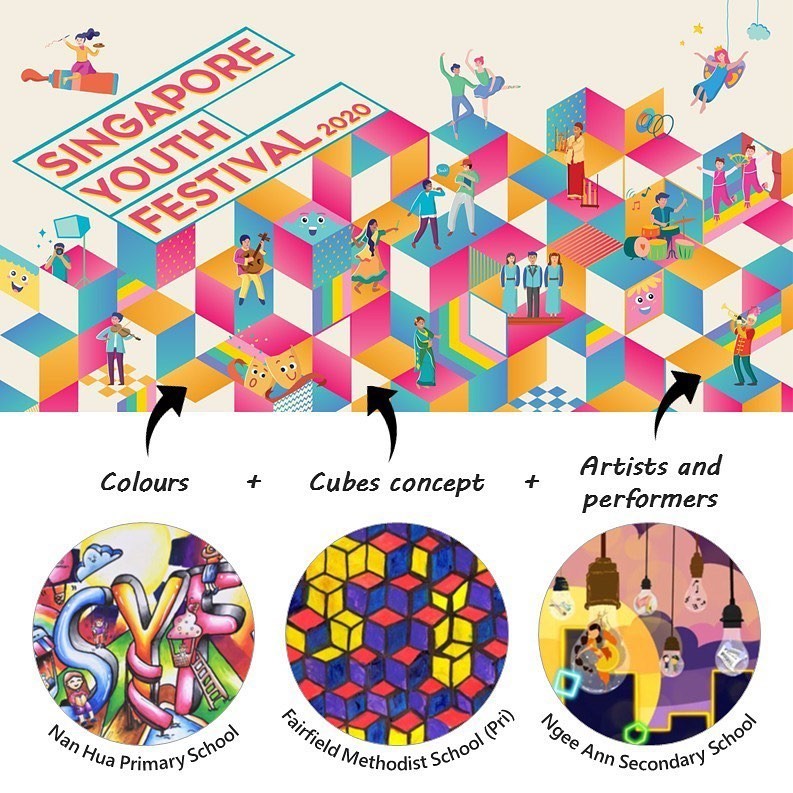 SINGAPORE
YOUTH
FESTIVAL 2020
Colours + Cubes concept + Artists and performers
SYF
Nan Hua Primary School
Fairfield Methodist School (Pri)
Ngee Ann Secondary School